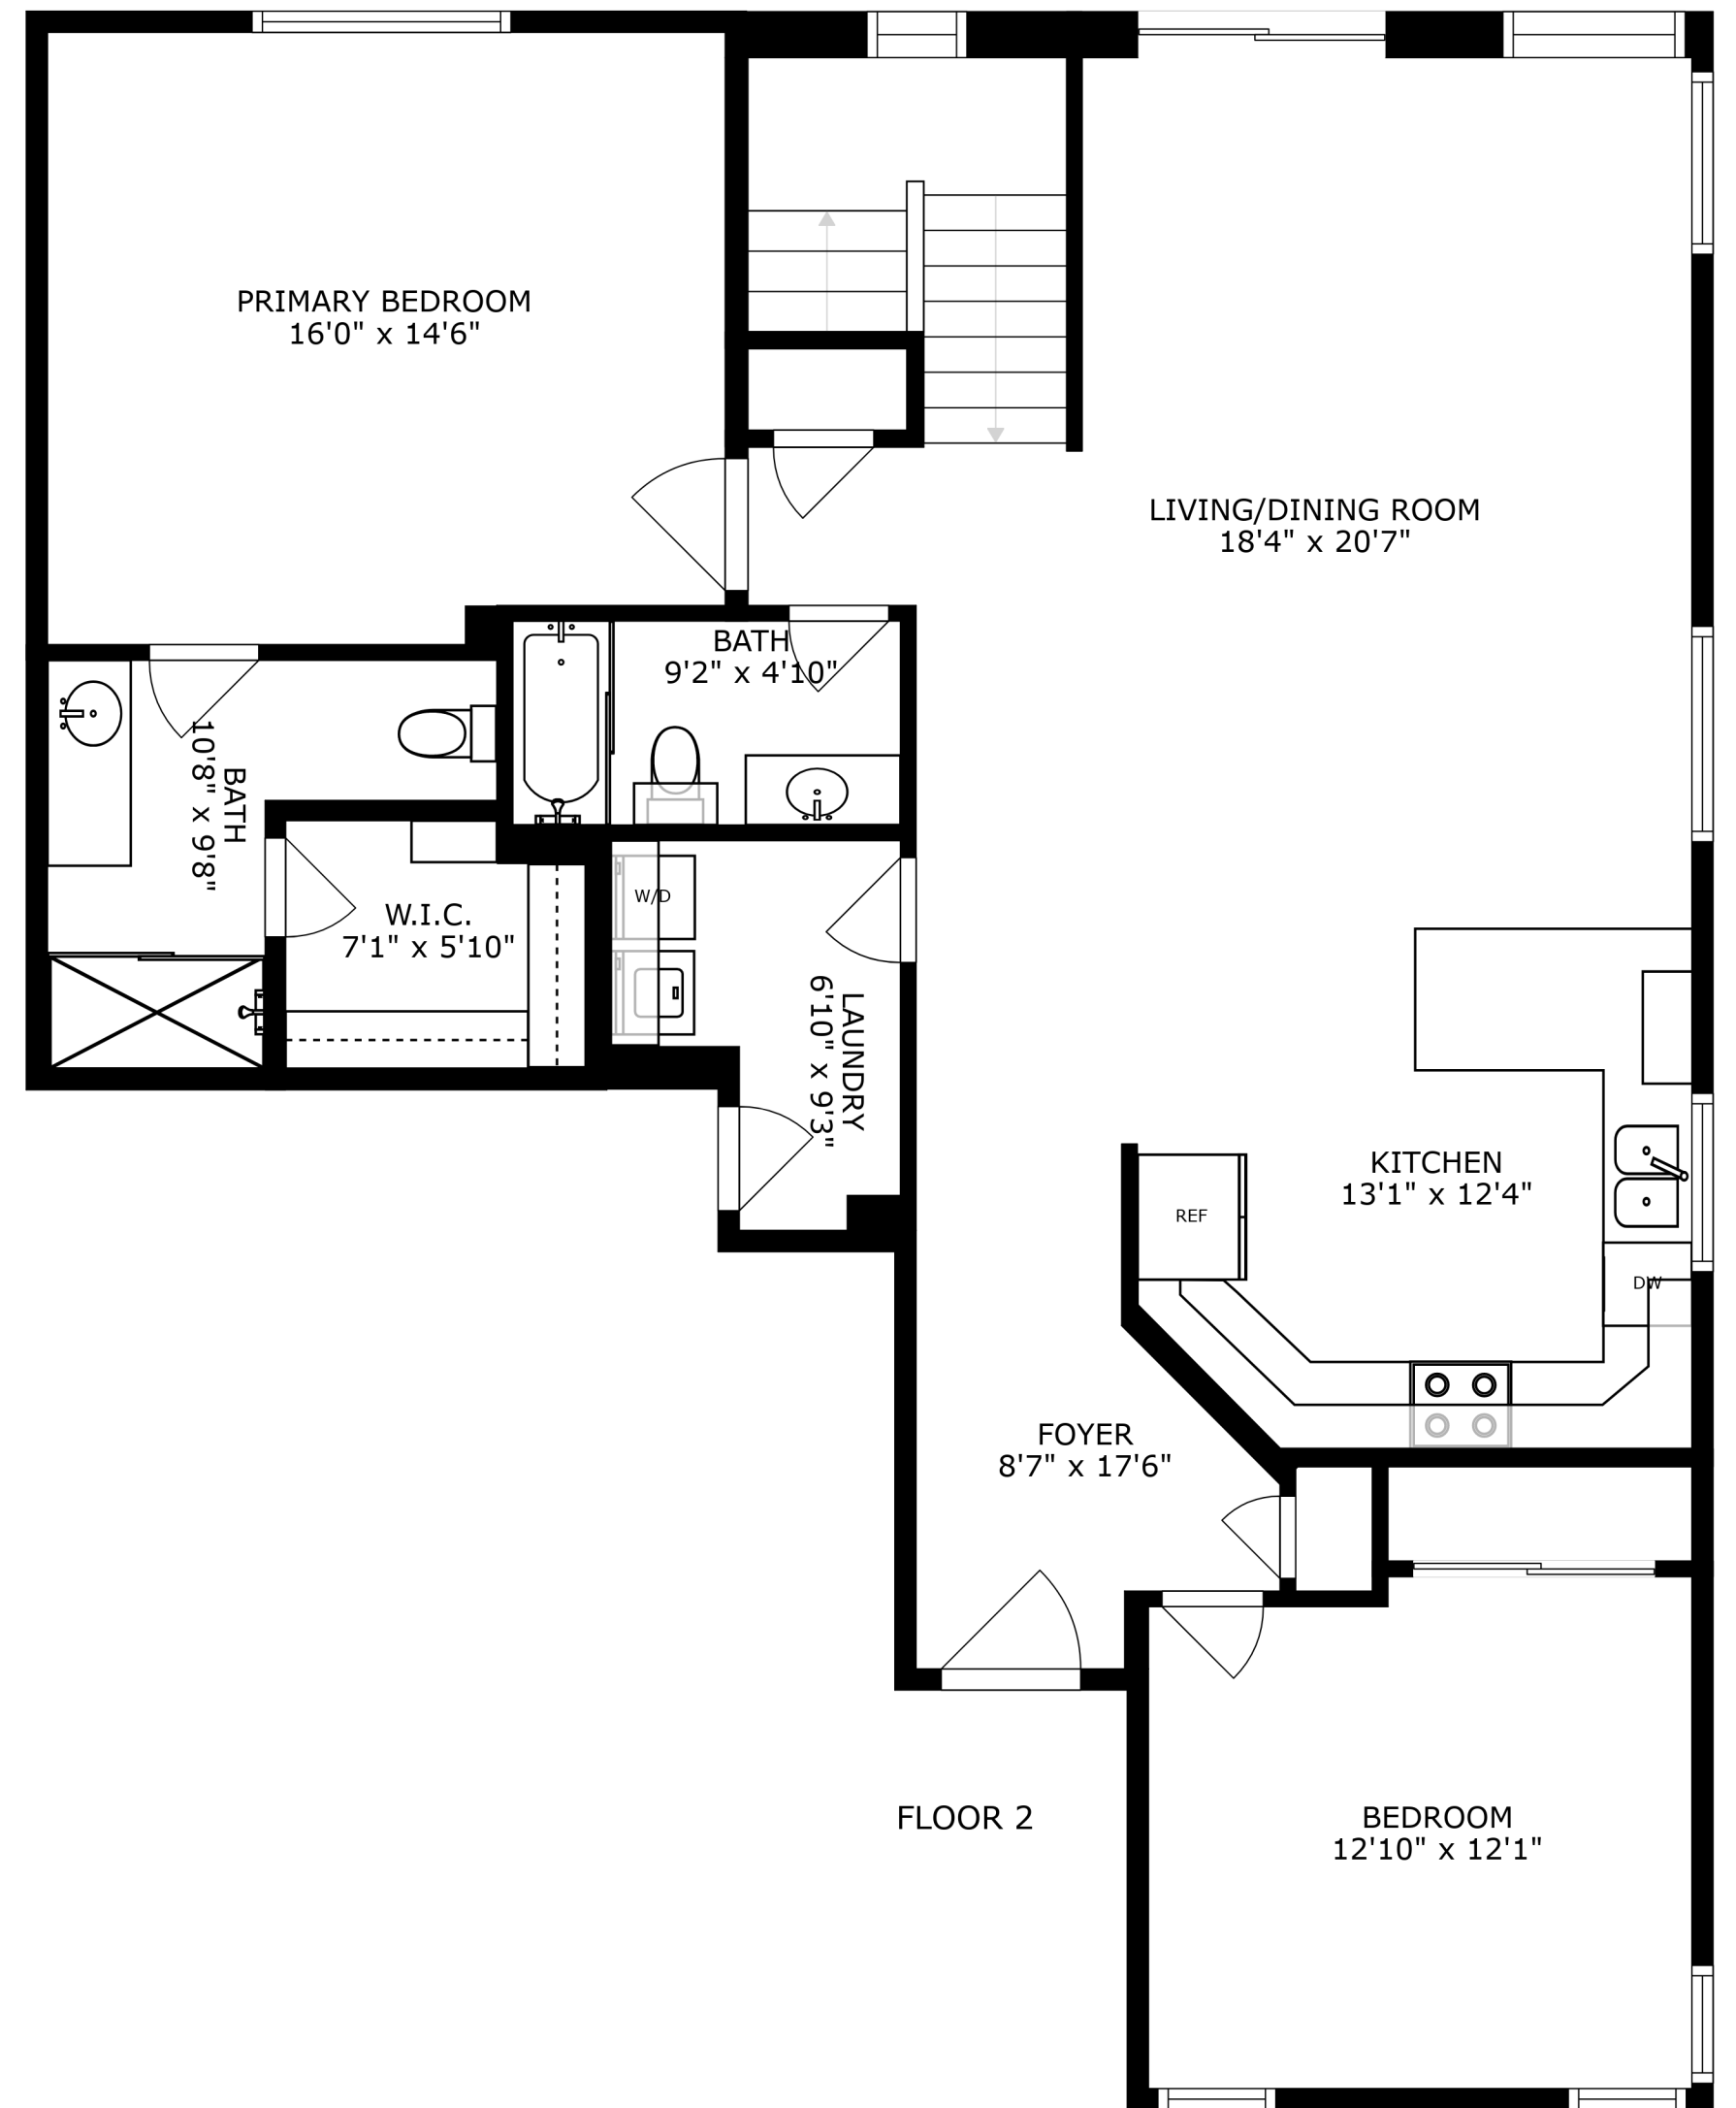 PRIMARY BEDROOM
16'0" x 14'6"
LIVING/DINING ROOM
18'4" x 20'7"
BATH
9'2" x 4'10"
BATH
10'8" x 9'8"
W.I.C.
7'1" x 5'10"
W/D
LAUNDRY
6'10" x 9'3"
KITCHEN
13'1" x 12'4"
REF
DW
FOYER
8'7" x 17'6"
FLOOR 2
BEDROOM
12'10" x 12'1"